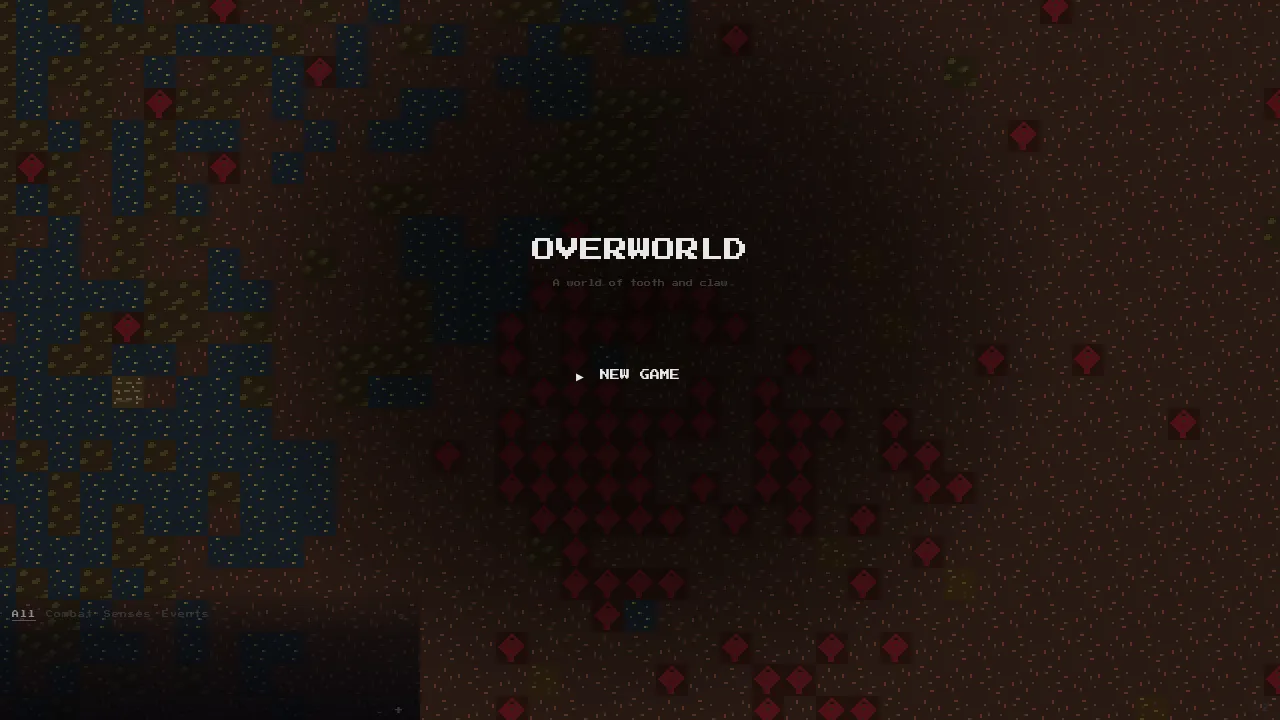 OVERWORLD
A world of tooth and claw.
▶ NEW GAME
All Combat Senses Events
- +